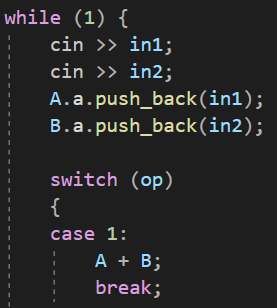 while (1) {
cin >> in1;
cin >> in2;
A.a.push_back(in1);
B.a.push_back(in2);
switch (op)
{
case 1:
A + B;
break;